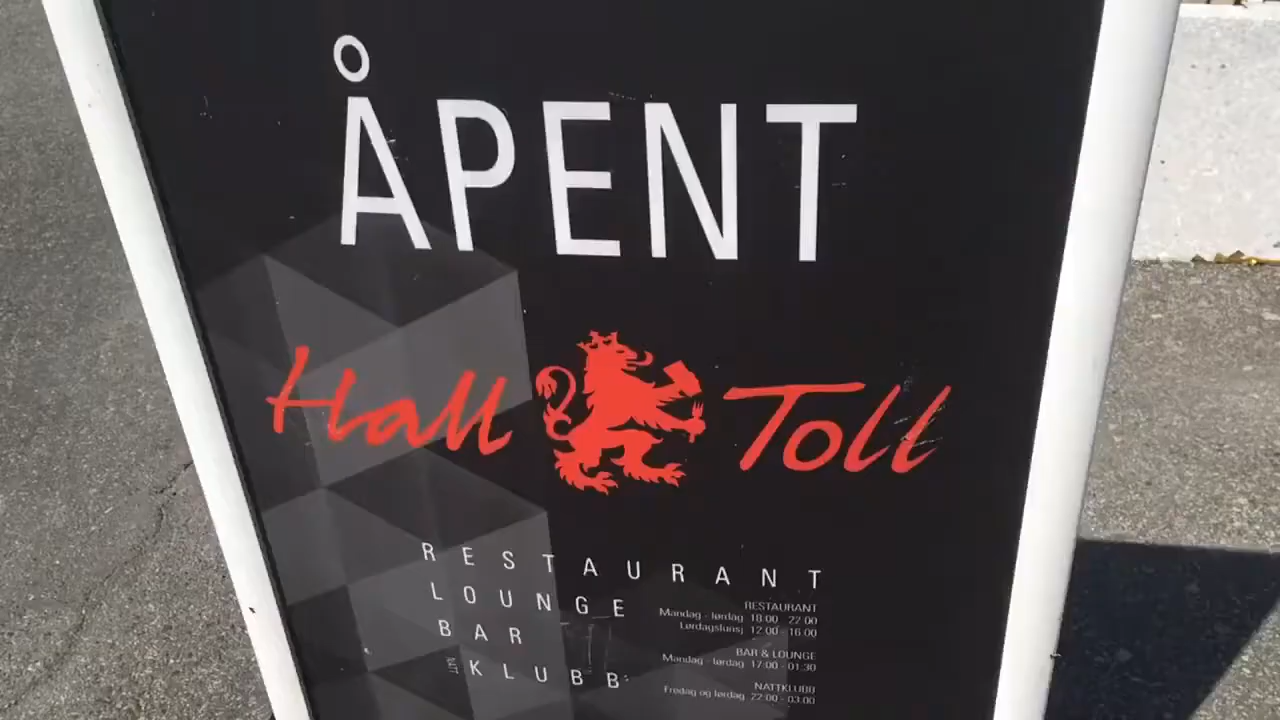 ÅPENT
Hall Toll
RESTAURANT
LOUNGE
BAR
KLUBB
RESTAURANT
Mandag - lørdag 18:00 - 22:00
Lørdagslunsj 12:00 - 16:00
BAR & LOUNGE
Mandag - lørdag 17:00 - 01:30
NATTKLUBB
Fredag og lørdag 22:00 - 03:00